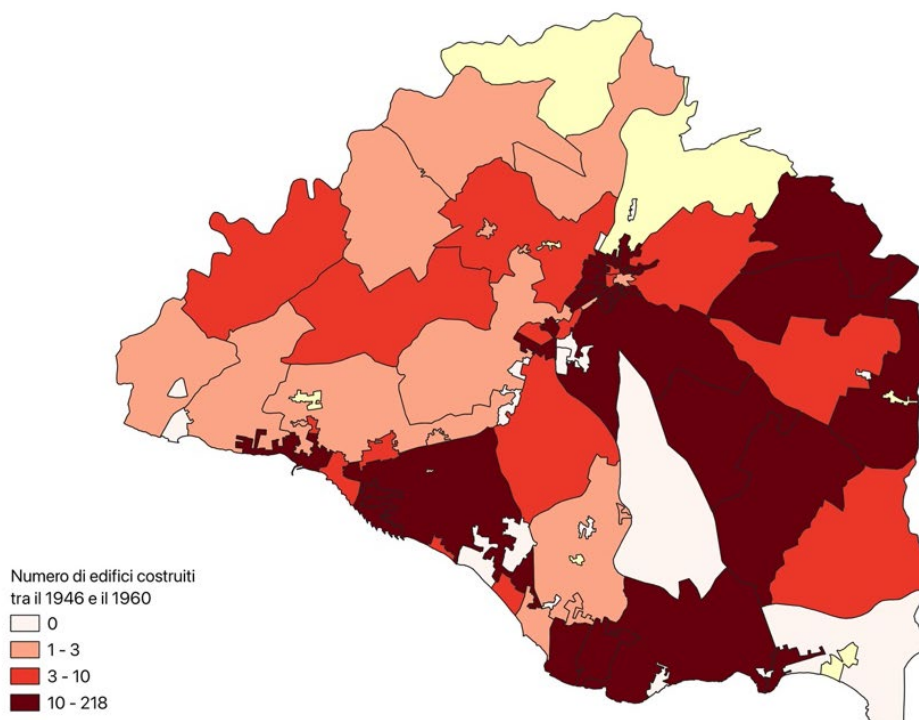 Numero di edifici costruiti
tra il 1946 e il 1960
0
1 - 3
3 - 10
10 - 218